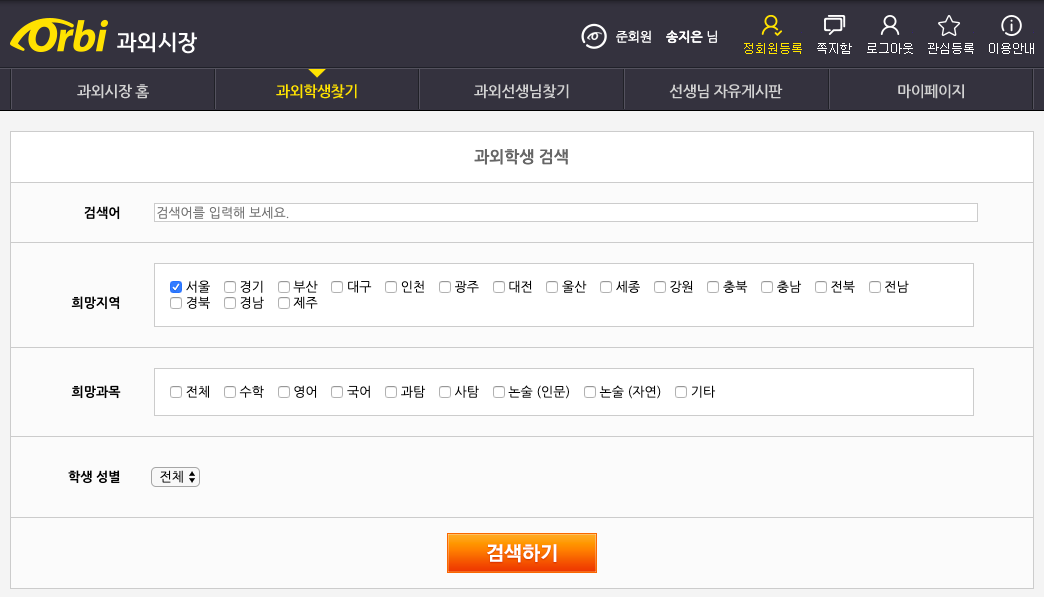 Orbi 과외시장
준회원 송지은 님
정회원등록 쪽지함 로그아웃 관심등록 이용안내
과외시장 홈 과외학생찾기 과외선생님찾기 선생님 자유게시판 마이페이지
과외학생 검색
검색어 검색어를 입력해 보세요.
서울 경기 부산 대구 인천 광주 대전 울산 세종 강원 충북 충남 전북 전남
희망지역 경북 경남 제주
희망과목 전체 수학 영어 국어 과탐 사탐 논술 (인문) 논술 (자연) 기타
학생 성별 전체
검색하기